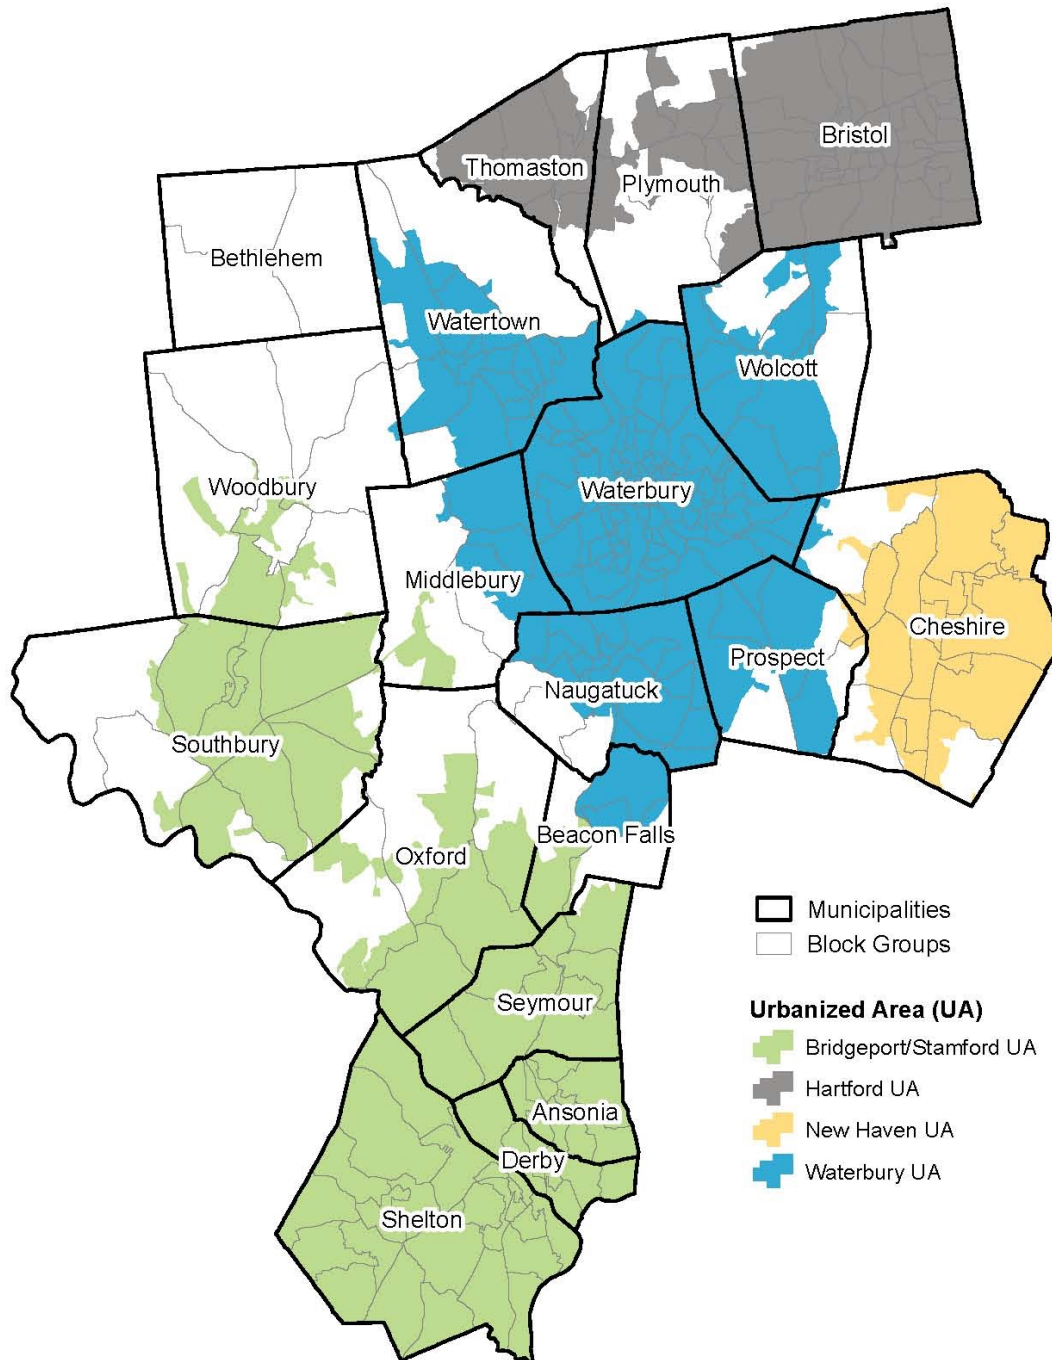 Bristol
Thomaston
Plymouth
Bethlehem
Watertown
Wolcott
Woodbury
Waterbury
Middlebury
Cheshire
Prospect
Naugatuck
Southbury
Beacon Falls
Oxford
Municipalities
Block Groups
Seymour
Urbanized Area (UA)
Bridgeport/Stamford UA
Hartford UA
Ansonia
New Haven UA
Derby
Waterbury UA
Shelton